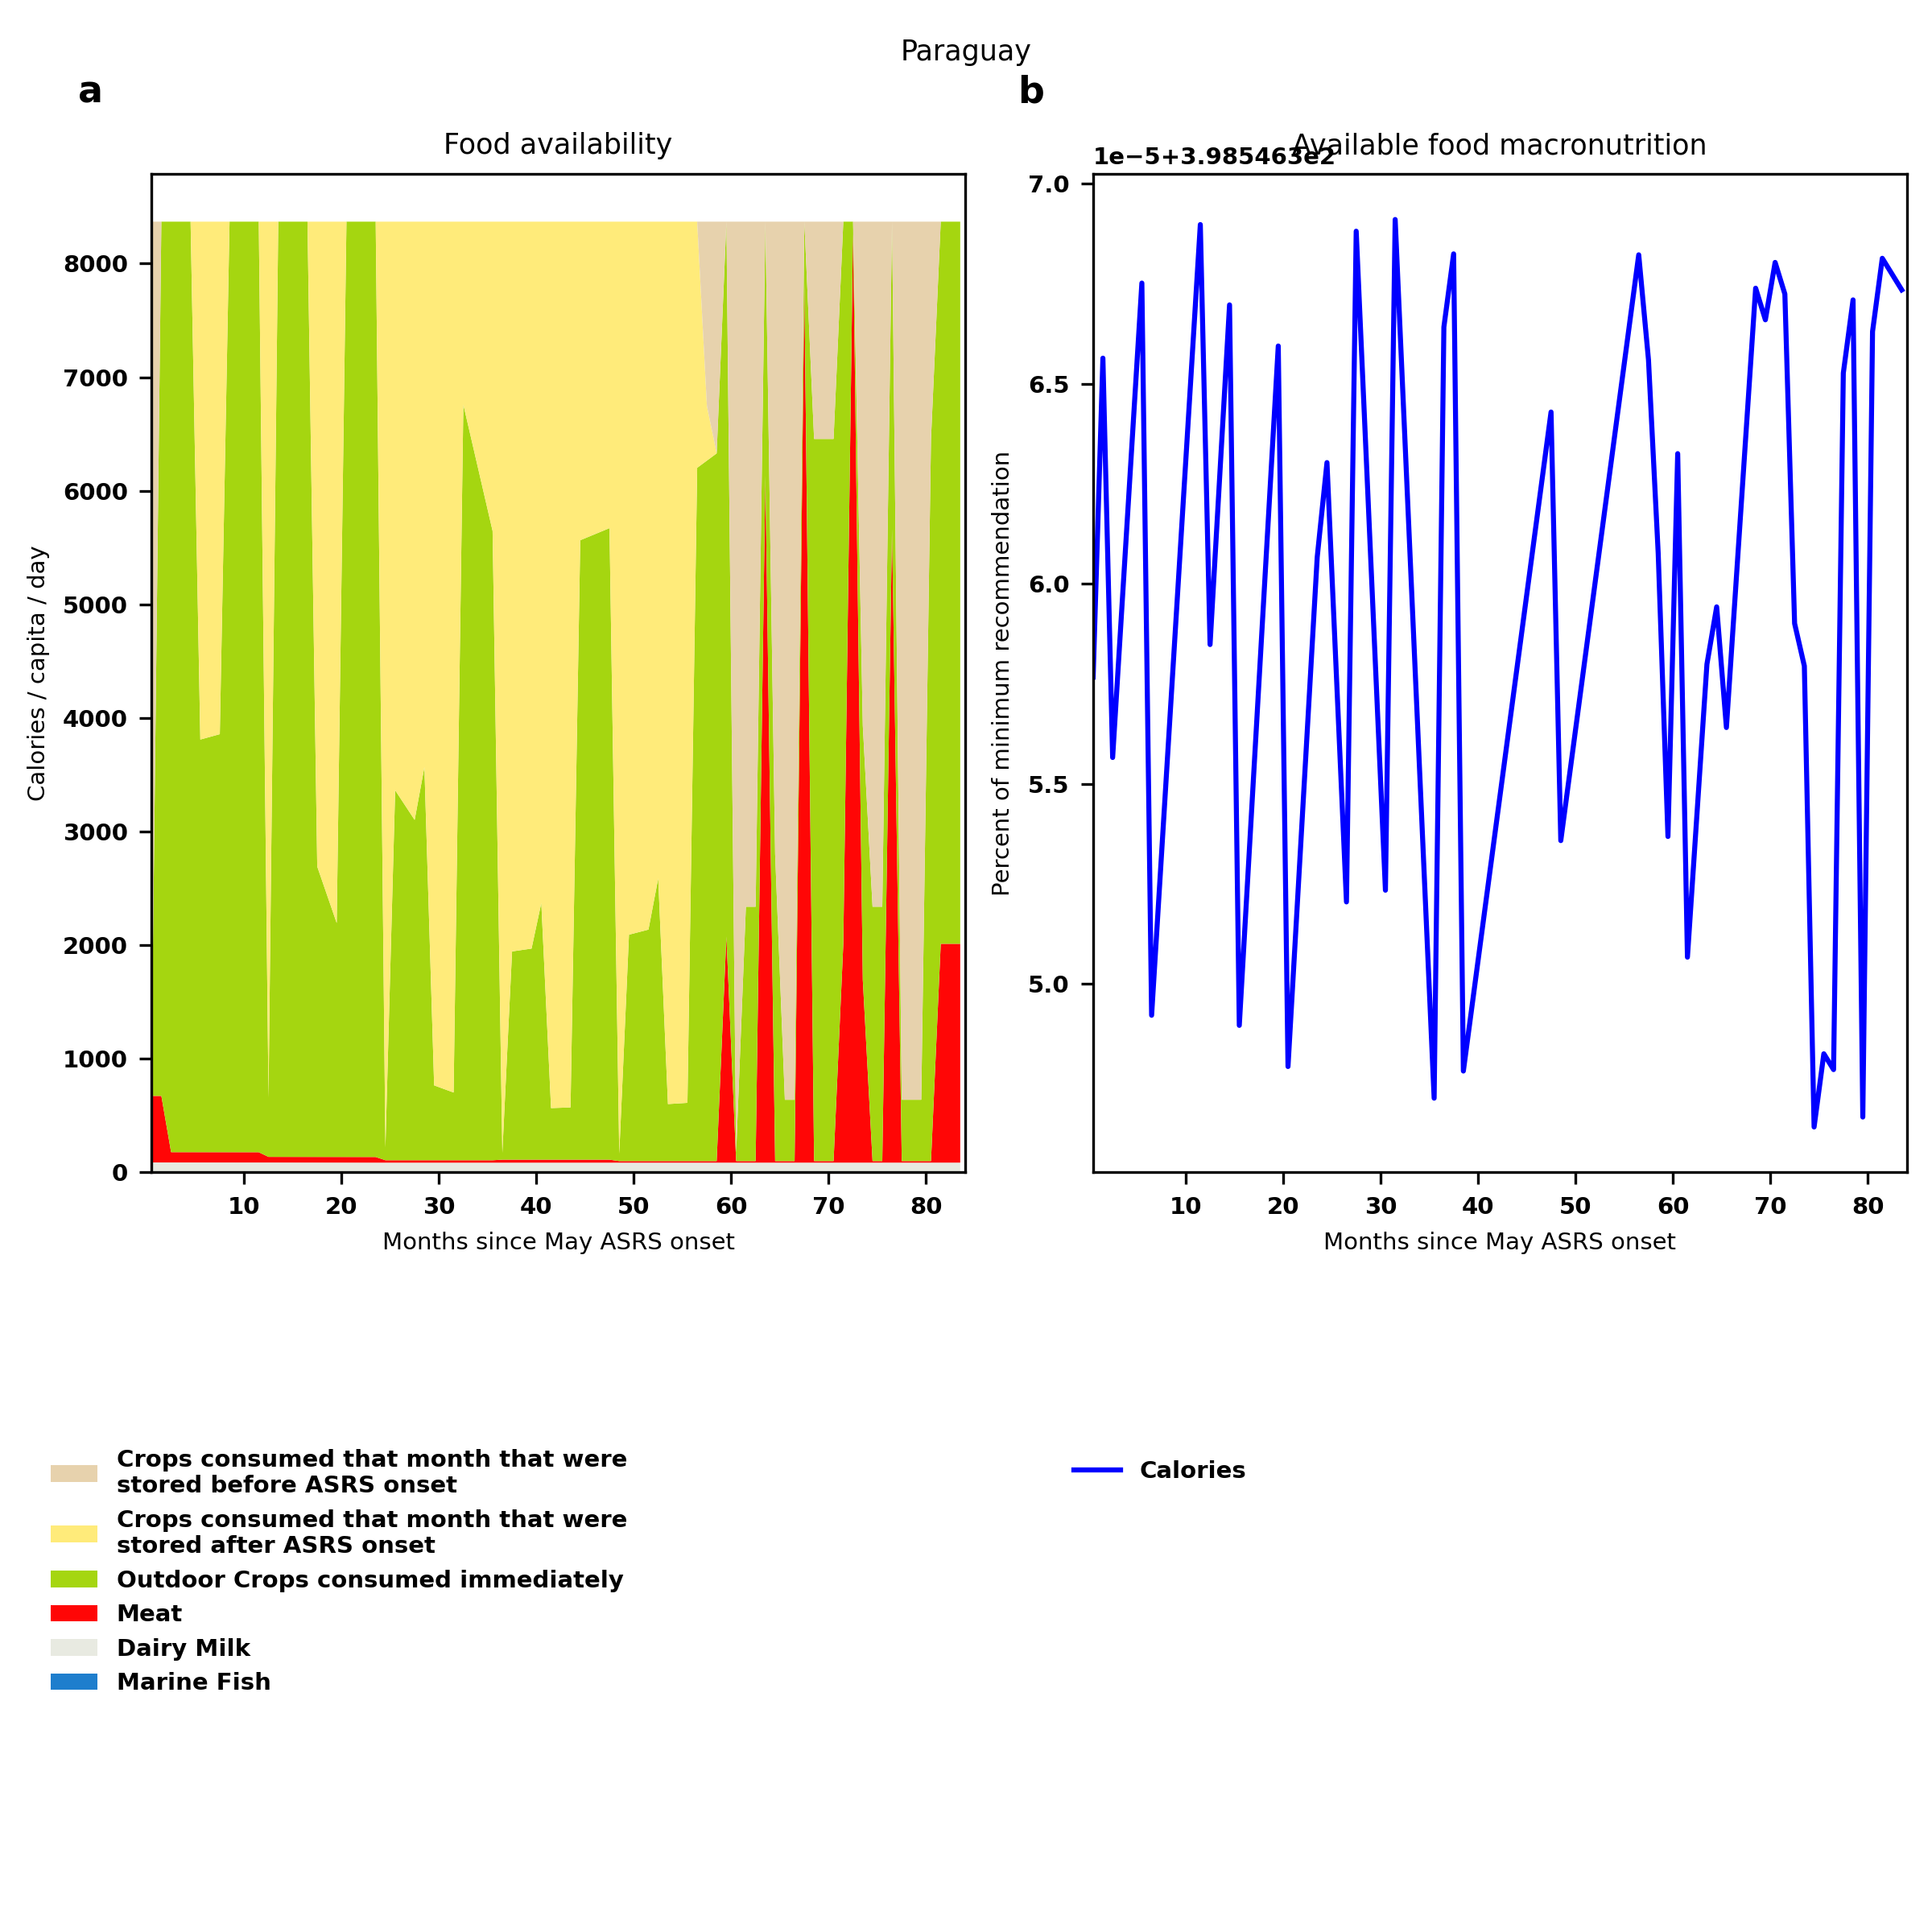 Paraguay
a
b
Food availability
Available food macronutrition
1e−5+3.985463e2
8000
7000
6000
5000
4000
3000
2000
1000
0
Calories / capita / day
10 20 30 40 50 60 70 80
Months since May ASRS onset
7.0
6.5
6.0
5.5
5.0
Percent of minimum recommendation
10 20 30 40 50 60 70 80
Months since May ASRS onset
Crops consumed that month that were
stored before ASRS onset
Crops consumed that month that were
stored after ASRS onset
Outdoor Crops consumed immediately
Meat
Dairy Milk
Marine Fish
Calories